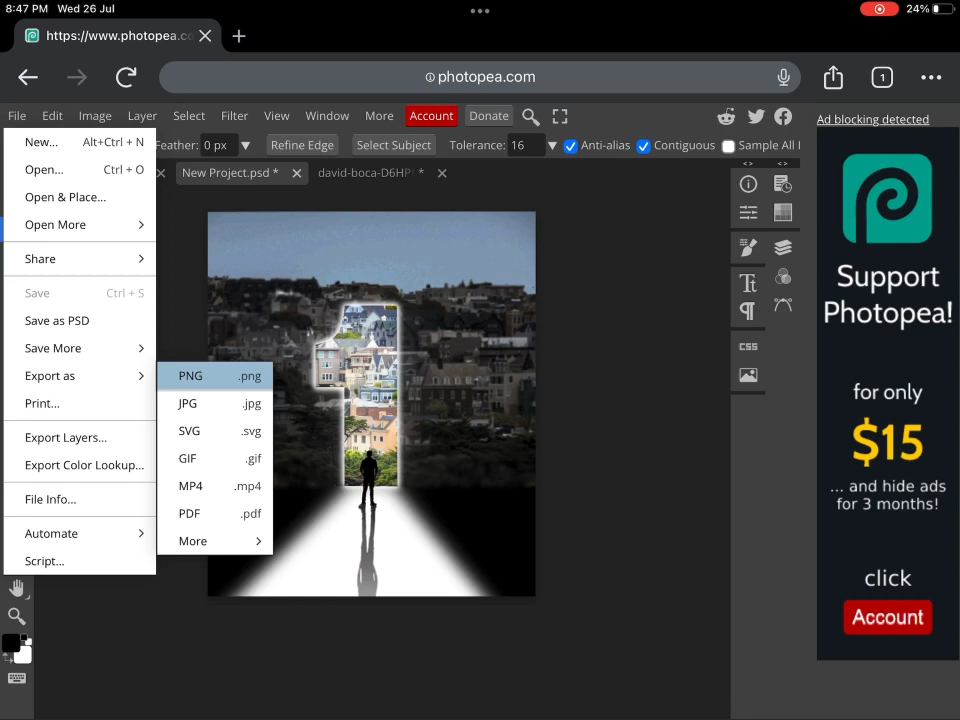 8:47 PM Wed 26 Jul
24%
https://www.photopea.co
photopea.com
1
File Edit Image Layer Select Filter View Window More Account Donate
Ad blocking detected
Feather: 0 px Refine Edge Select Subject Tolerance: 16 Anti-alias Contiguous Sample All
New Project.psd * david-boca-D6HP *
New... Alt+Ctrl + N
Open... Ctrl + O
Open & Place...
Open More
Share
Save Ctrl + S
Save as PSD
Save More
Export as
Print...
Export Layers...
Export Color Lookup...
File Info...
Automate
Script...
PNG .png
JPG .jpg
SVG .svg
GIF .gif
MP4 .mp4
PDF .pdf
More
Tt
CSS
Support
Photopea!
for only
$15
... and hide ads
for 3 months!
click
Account